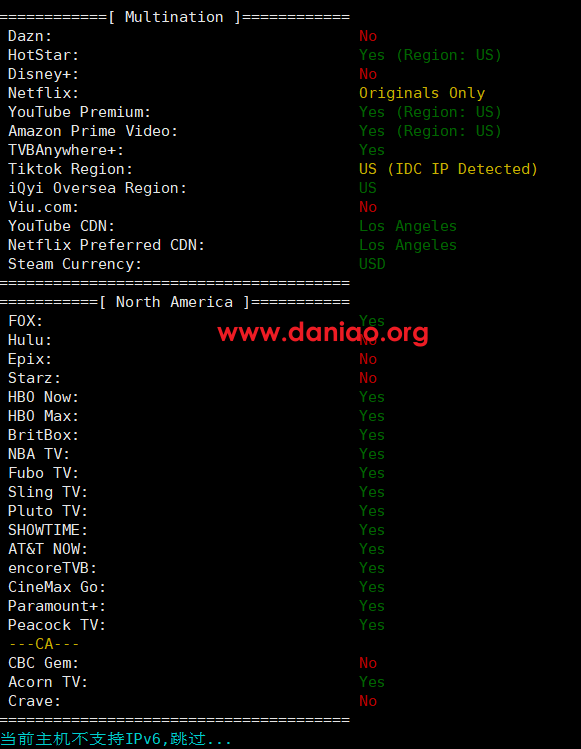 ============[ Multination ]============
Dazn: No
HotStar: Yes (Region: US)
Disney+: No
Netflix: Originals Only
YouTube Premium: Yes (Region: US)
Amazon Prime Video: Yes (Region: US)
TVBAnywhere+: Yes
Tiktok Region: US (IDC IP Detected)
iQyi Oversea Region: US
Viu.com: No
YouTube CDN: Los Angeles
Netflix Preferred CDN: Los Angeles
Steam Currency: USD
=======================================
===========[ North America ]===========
FOX: Yes
www.daniao.org
Hulu: No
Epix: No
Starz: No
HBO Now: Yes
HBO Max: Yes
BritBox: Yes
NBA TV: Yes
Fubo TV: Yes
Sling TV: Yes
Pluto TV: Yes
SHOWTIME: Yes
AT&T NOW: Yes
encoreTVB: Yes
CineMax Go: Yes
Paramount+: Yes
Peacock TV: Yes
---CA---
CBC Gem: No
Acorn TV: Yes
Crave: No
=======================================
当前主机不支持IPv6,跳过...